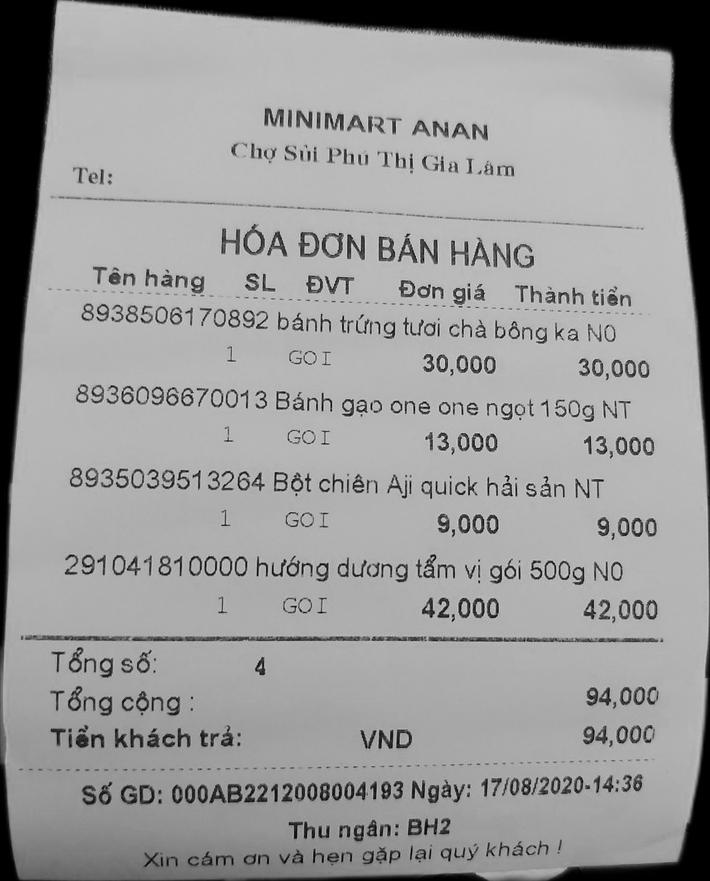 MINIMART ANAN
Chợ Sủi Phú Thị Gia Lâm
Tel:
HÓA ĐƠN BÁN HÀNG
Tên hàng SL ĐVT Đơn giá Thành tiền
8938506170892 bánh trứng tươi chà bông ka N0
1 GOI 30,000 30,000
8936096670013 Bánh gạo one one ngọt 150g NT
1 GOI 13,000 13,000
8935039513264 Bột chiên Aji quick hải sản NT
1 GOI 9,000 9,000
291041810000 hướng dương tẩm vị gói 500g N0
1 GOI 42,000 42,000
Tổng số: 4
Tổng cộng : 94,000
Tiền khách trả: VND 94,000
Số GD: 000AB2212008004193 Ngày: 17/08/2020-14:36
Thu ngân: BH2
Xin cám ơn và hẹn gặp lại quý khách !